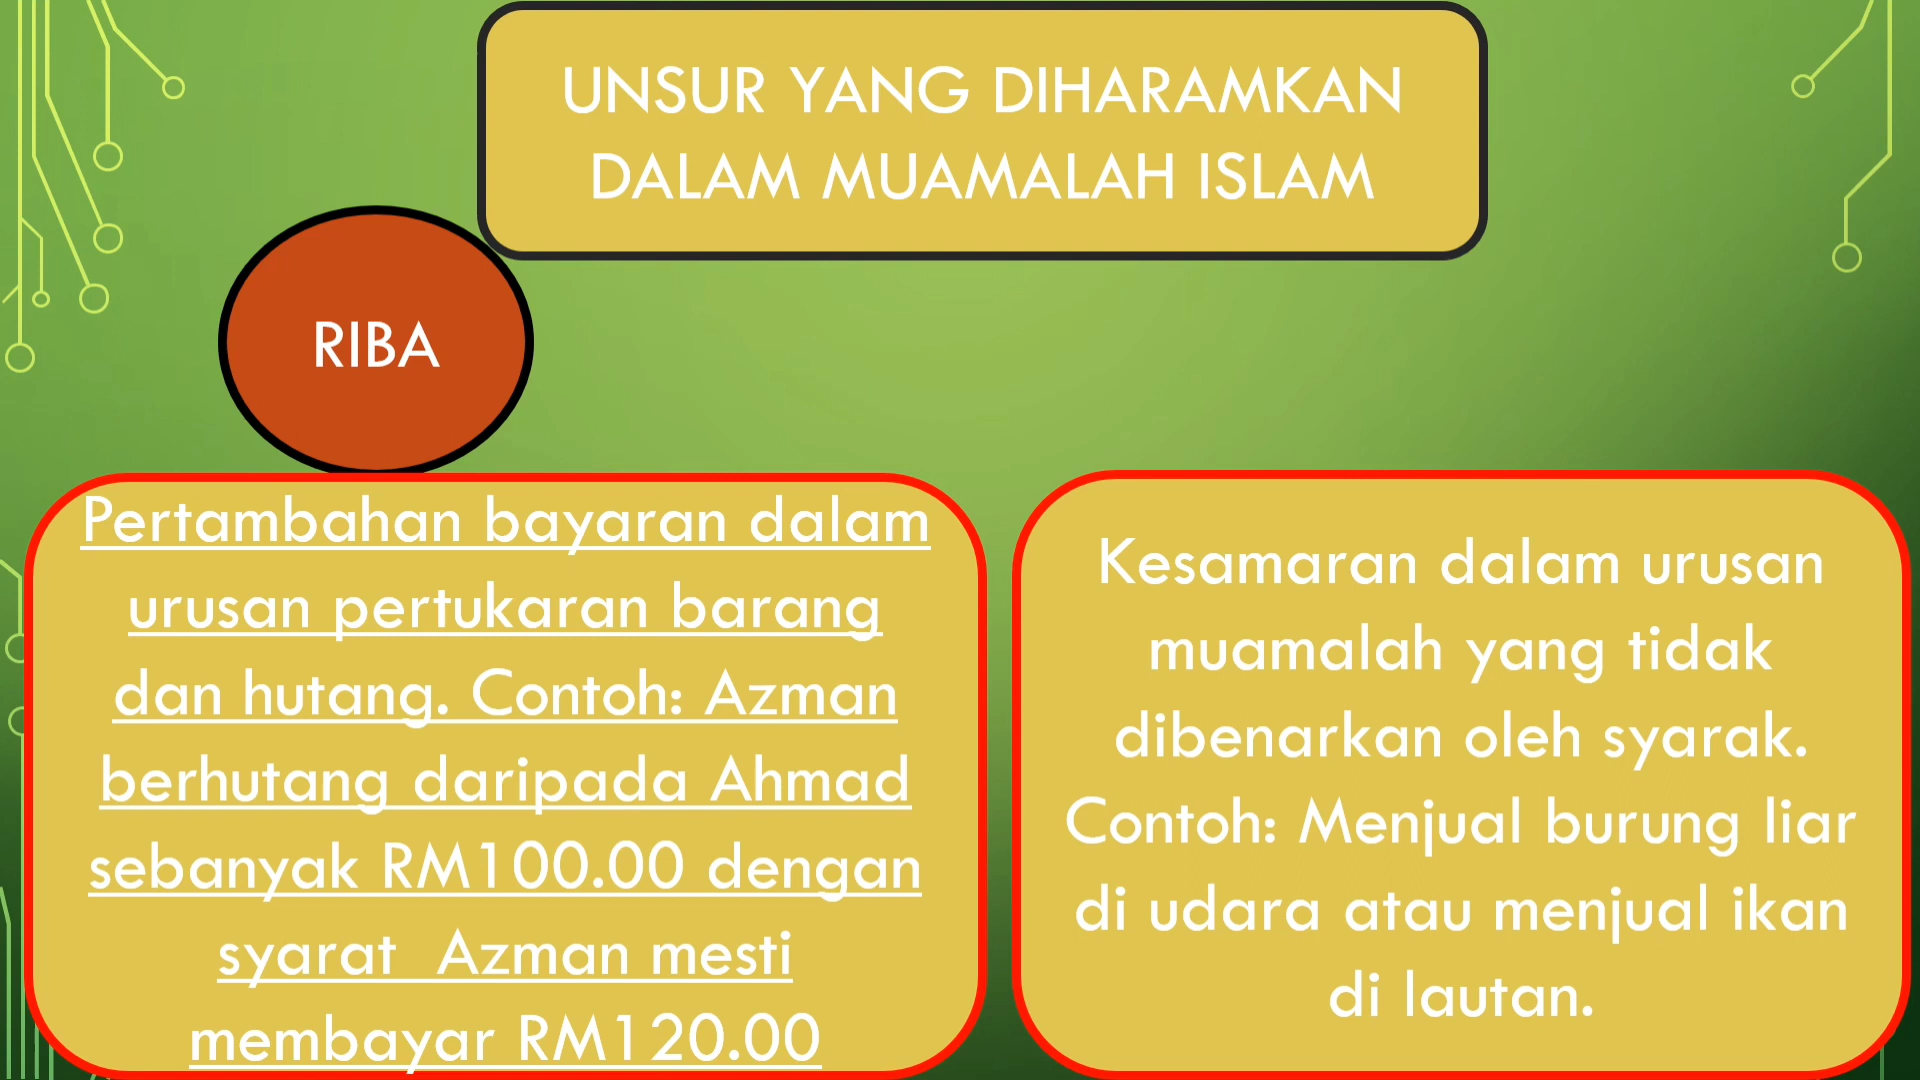 UNSUR YANG DIHARAMKAN
DALAM MUAMALAH ISLAM
RIBA
Pertambahan bayaran dalam
urusan pertukaran barang
dan hutang. Contoh: Azman
berhutang daripada Ahmad
sebanyak RM100.00 dengan
syarat  Azman mesti
membayar RM120.00
Kesamaran dalam urusan
muamalah yang tidak
dibenarkan oleh syarak.
Contoh: Menjual burung liar
di udara atau menjual ikan
di lautan.